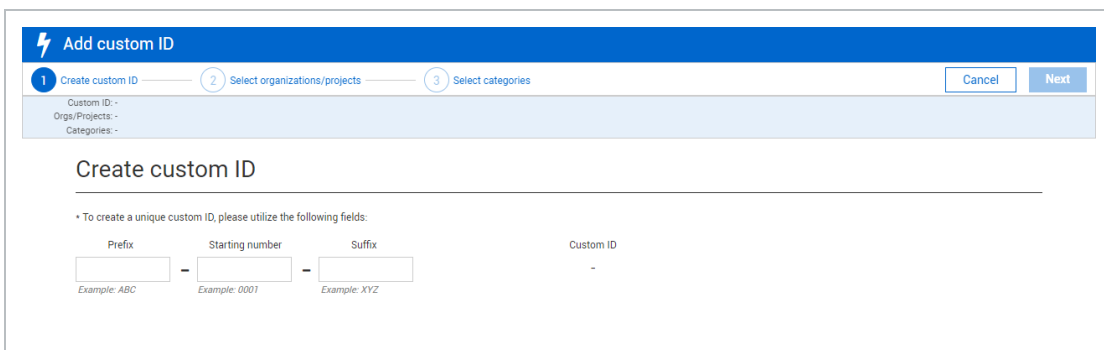 Add custom ID
1 Create custom ID 2 Select organizations/projects 3 Select categories Cancel Next
Custom ID: -
Orgs/Projects: -
Categories: -
Create custom ID
* To create a unique custom ID, please utilize the following fields:
Prefix Starting number Suffix Custom ID
- - -
Example: ABC Example: 0001 Example: XYZ